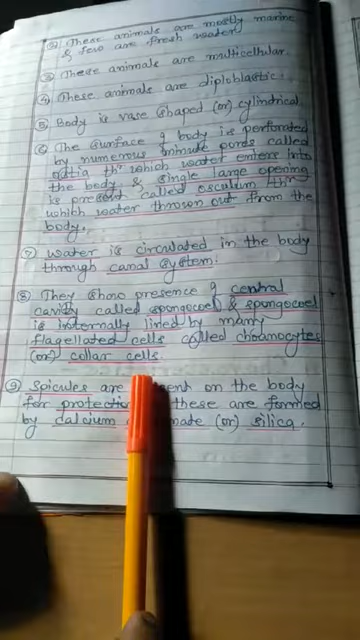 ② These animals are mostly marine
& few are fresh water
③ These animals are multicellular.
④ These animals are diploblastic.
⑤ Body is vase shaped (or) cylindrical
⑥ The surface of body is perforated
by numerous minute pores called
ostia thr which water enters into
the body & single large opening
is present called osculum thr
which water thrown out from the
body.
⑦ Water is circulated in the body
through canal system.
⑧ They show presence of central
cavity called spongocoel & spongocoel
is internally lined by many
flagellated cells called choanocytes
(or) collar cells.
⑨ Spicules are on the body
for these are formed
by calcium (or) silica.